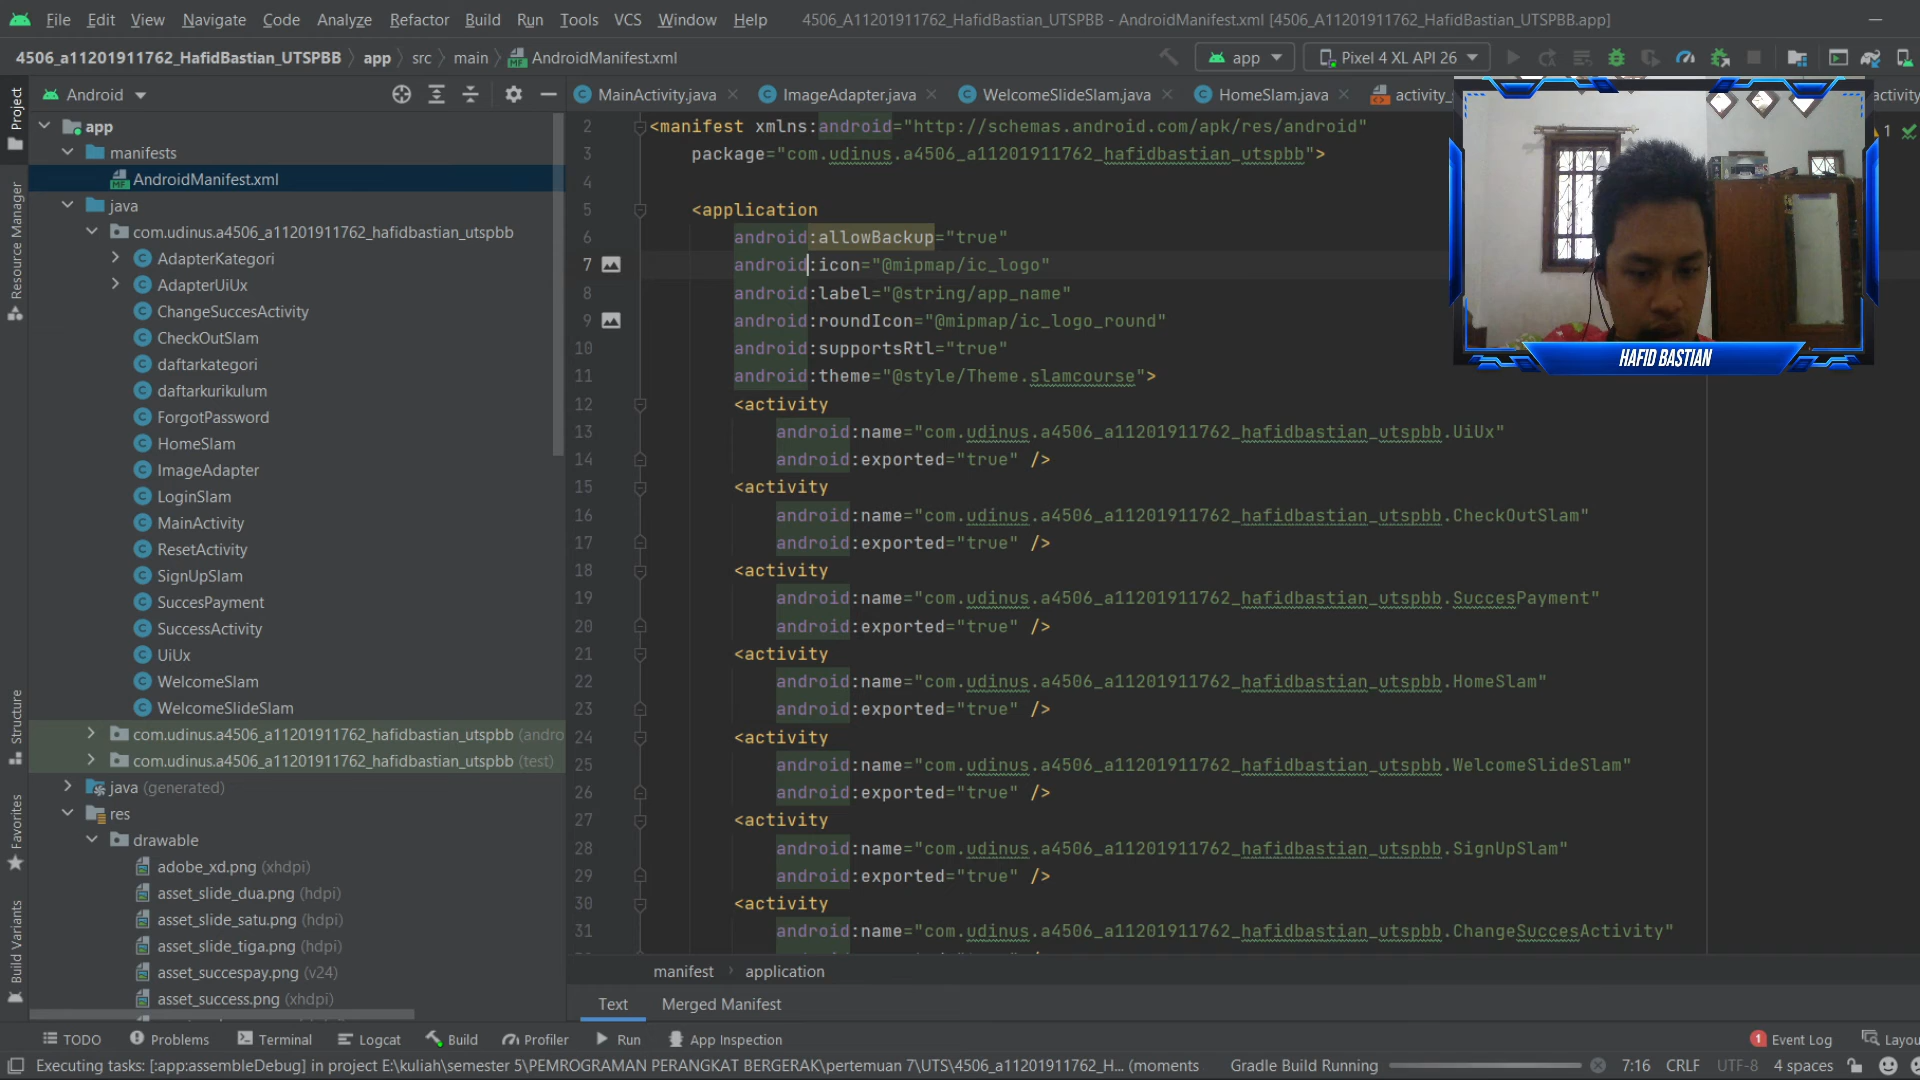 File Edit View Navigate Code Analyze Refactor Build Run Tools VCS Window Help 4506_A11201911762_HafidBastian_UTSPBB - AndroidManifest.xml [4506_A11201911762_HafidBastian_UTSPBB.app]
4506_a11201911762_HafidBastian_UTSPBB app src main AndroidManifest.xml app Pixel 4 XL API 26
Project
Android
MainActivity.java ImageAdapter.java WelcomeSlideSlam.java HomeSlam.java activity_ activity
app
manifests
AndroidManifest.xml
java
com.udinus.a4506_a11201911762_hafidbastian_utspbb
AdapterKategori
AdapterUiUx
ChangeSuccesActivity
CheckOutSlam
daftarkategori
daftarkurikulum
ForgotPassword
HomeSlam
ImageAdapter
LoginSlam
MainActivity
ResetActivity
SignUpSlam
SuccesPayment
SuccessActivity
UiUx
WelcomeSlam
WelcomeSlideSlam
com.udinus.a4506_a11201911762_hafidbastian_utspbb (andro
com.udinus.a4506_a11201911762_hafidbastian_utspbb (test)
java (generated)
res
drawable
adobe_xd.png (xhdpi)
asset_slide_dua.png (hdpi)
asset_slide_satu.png (hdpi)
asset_slide_tiga.png (hdpi)
asset_succespay.png (v24)
asset_success.png (xhdpi)
Resource Manager
Structure
Favorites
Build Variants
2 <manifest xmlns:android="http://schemas.android.com/apk/res/android"
3 package="com.udinus.a4506_a11201911762_hafidbastian_utspbb">
4
5 <application
6 android:allowBackup="true"
7 android:icon="@mipmap/ic_logo"
8 android:label="@string/app_name"
9 android:roundIcon="@mipmap/ic_logo_round"
10 android:supportsRtl="true"
11 android:theme="@style/Theme.slamcourse">
12 <activity
13 android:name="com.udinus.a4506_a11201911762_hafidbastian_utspbb.UiUx"
14 android:exported="true" />
15 <activity
16 android:name="com.udinus.a4506_a11201911762_hafidbastian_utspbb.CheckOutSlam"
17 android:exported="true" />
18 <activity
19 android:name="com.udinus.a4506_a11201911762_hafidbastian_utspbb.SuccesPayment"
20 android:exported="true" />
21 <activity
22 android:name="com.udinus.a4506_a11201911762_hafidbastian_utspbb.HomeSlam"
23 android:exported="true" />
24 <activity
25 android:name="com.udinus.a4506_a11201911762_hafidbastian_utspbb.WelcomeSlideSlam"
26 android:exported="true" />
27 <activity
28 android:name="com.udinus.a4506_a11201911762_hafidbastian_utspbb.SignUpSlam"
29 android:exported="true" />
30 <activity
31 android:name="com.udinus.a4506_a11201911762_hafidbastian_utspbb.ChangeSuccesActivity"
1
HAFID BASTIAN
manifest application
Text Merged Manifest
TODO Problems Terminal Logcat Build Profiler Run App Inspection 1 Event Log Layou
Executing tasks: [:app:assembleDebug] in project E:\kuliah\semester 5\PEMROGRAMAN PERANGKAT BERGERAK\pertemuan 7\UTS\4506_a11201911762_H... (moments Gradle Build Running 7:16 CRLF UTF-8 4 spaces